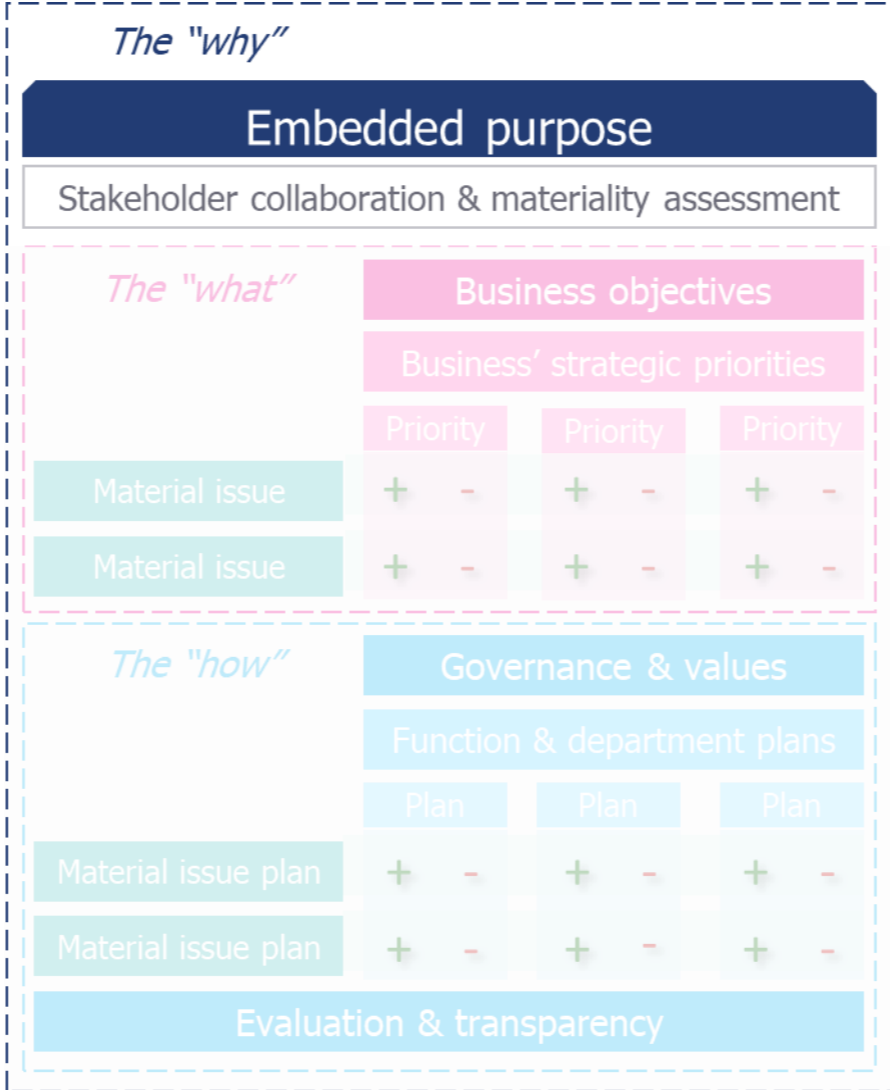 The “why”
Embedded purpose
Stakeholder collaboration & materiality assessment
The “what”
Business objectives
Business’ strategic priorities
Priority Priority Priority
Material issue + - + - + -
Material issue + - + - + -
The “how”
Governance & values
Function & department plans
Plan Plan Plan
Material issue plan + - + - + -
Material issue plan + - + - + -
Evaluation & transparency